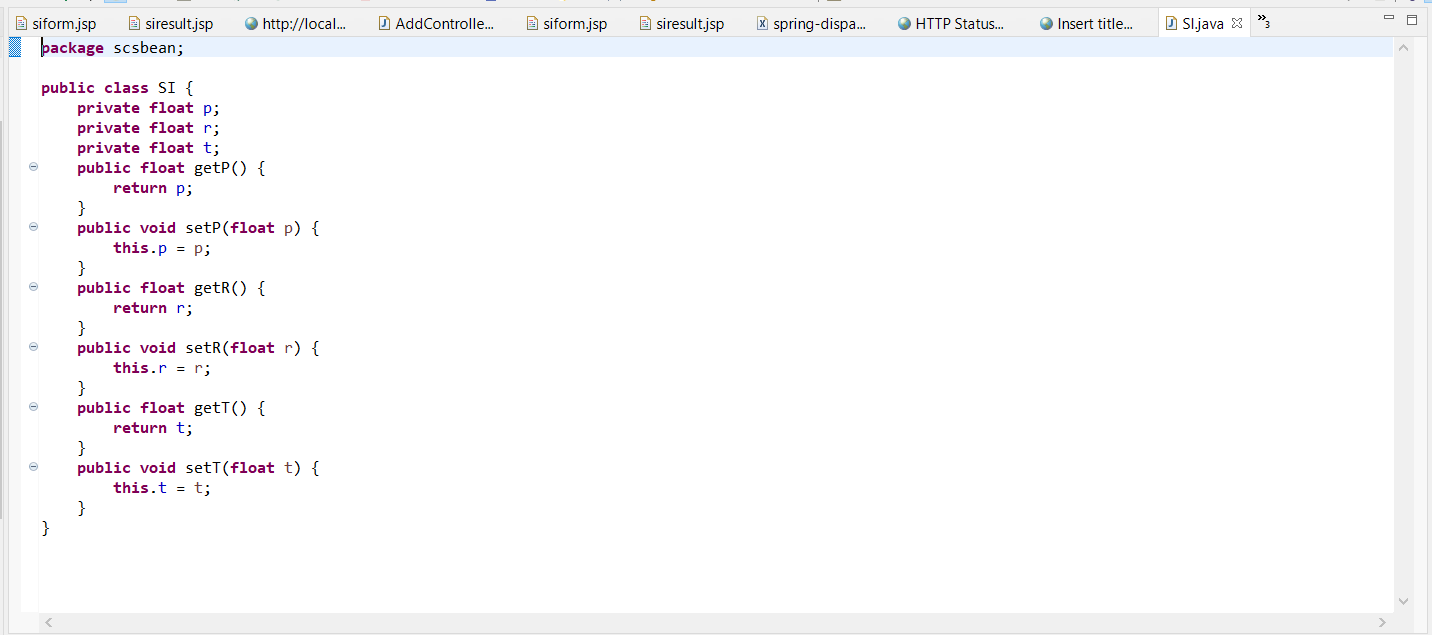 siform.jsp siresult.jsp http://local... AddControlle... siform.jsp siresult.jsp spring-dispa... HTTP Status... Insert title... SI.java »3
package scsbean;
public class SI {
private float p;
private float r;
private float t;
public float getP() {
return p;
}
public void setP(float p) {
this.p = p;
}
public float getR() {
return r;
}
public void setR(float r) {
this.r = r;
}
public float getT() {
return t;
}
public void setT(float t) {
this.t = t;
}
}